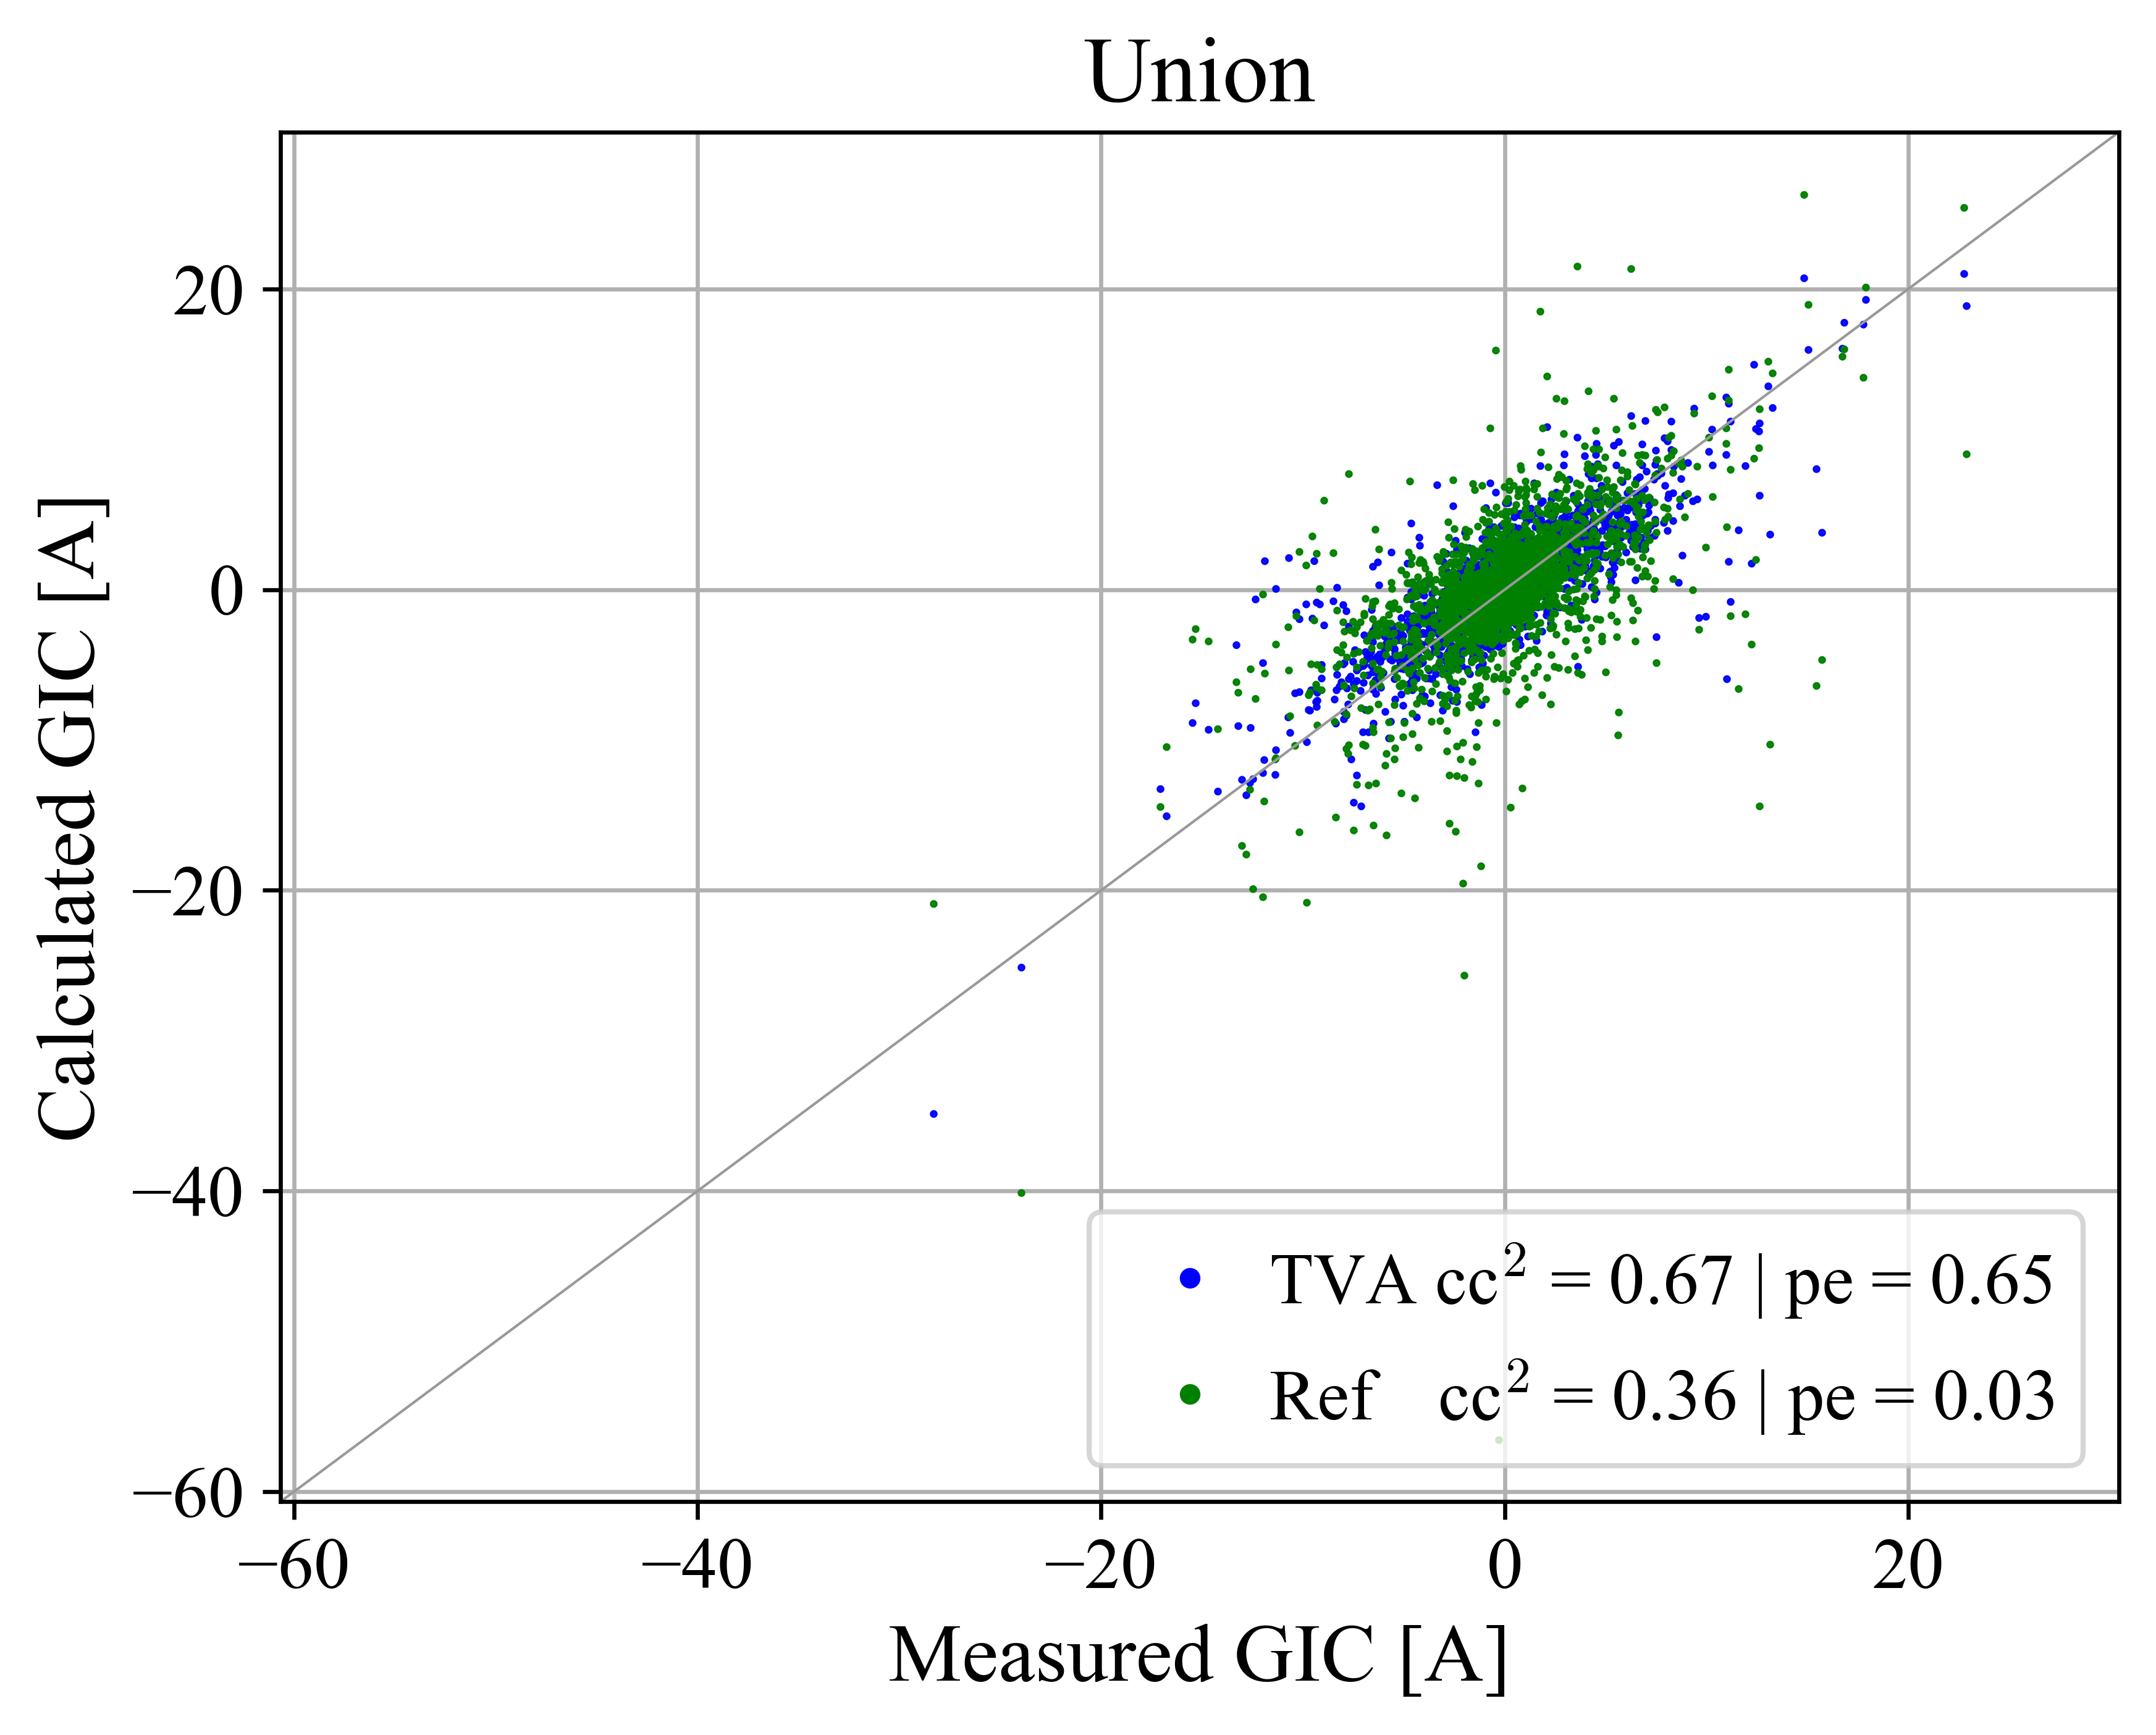 Union
Calculated GIC [A]
20
0
−20
−40
−60
TVA cc² = 0.67 | pe = 0.65
Ref cc² = 0.36 | pe = 0.03
−60 −40 −20 0 20
Measured GIC [A]